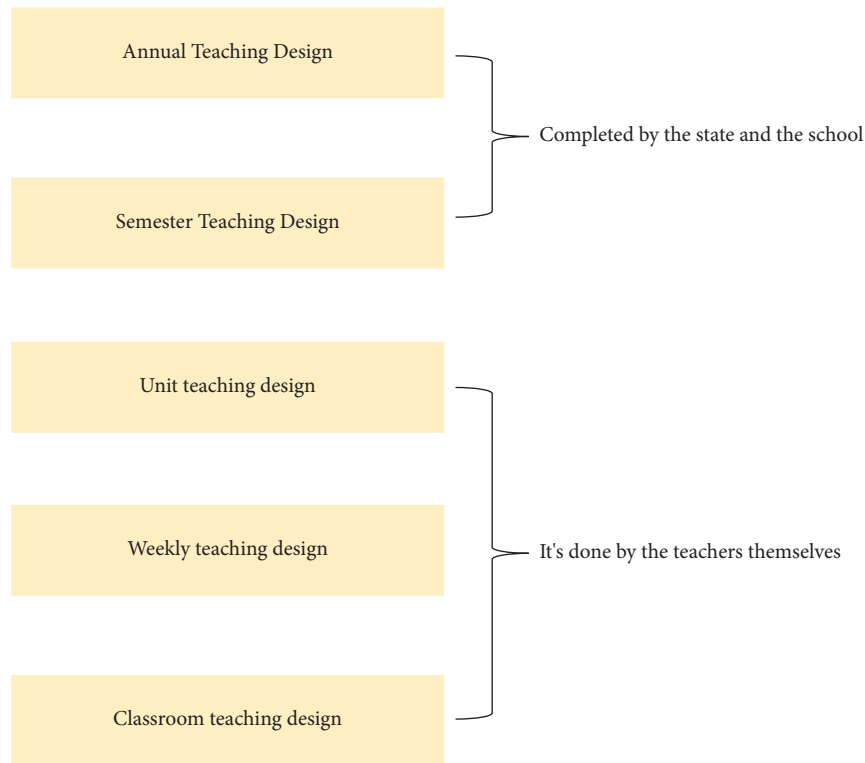 Annual Teaching Design
Completed by the state and the school
Semester Teaching Design
Unit teaching design
Weekly teaching design
It's done by the teachers themselves
Classroom teaching design